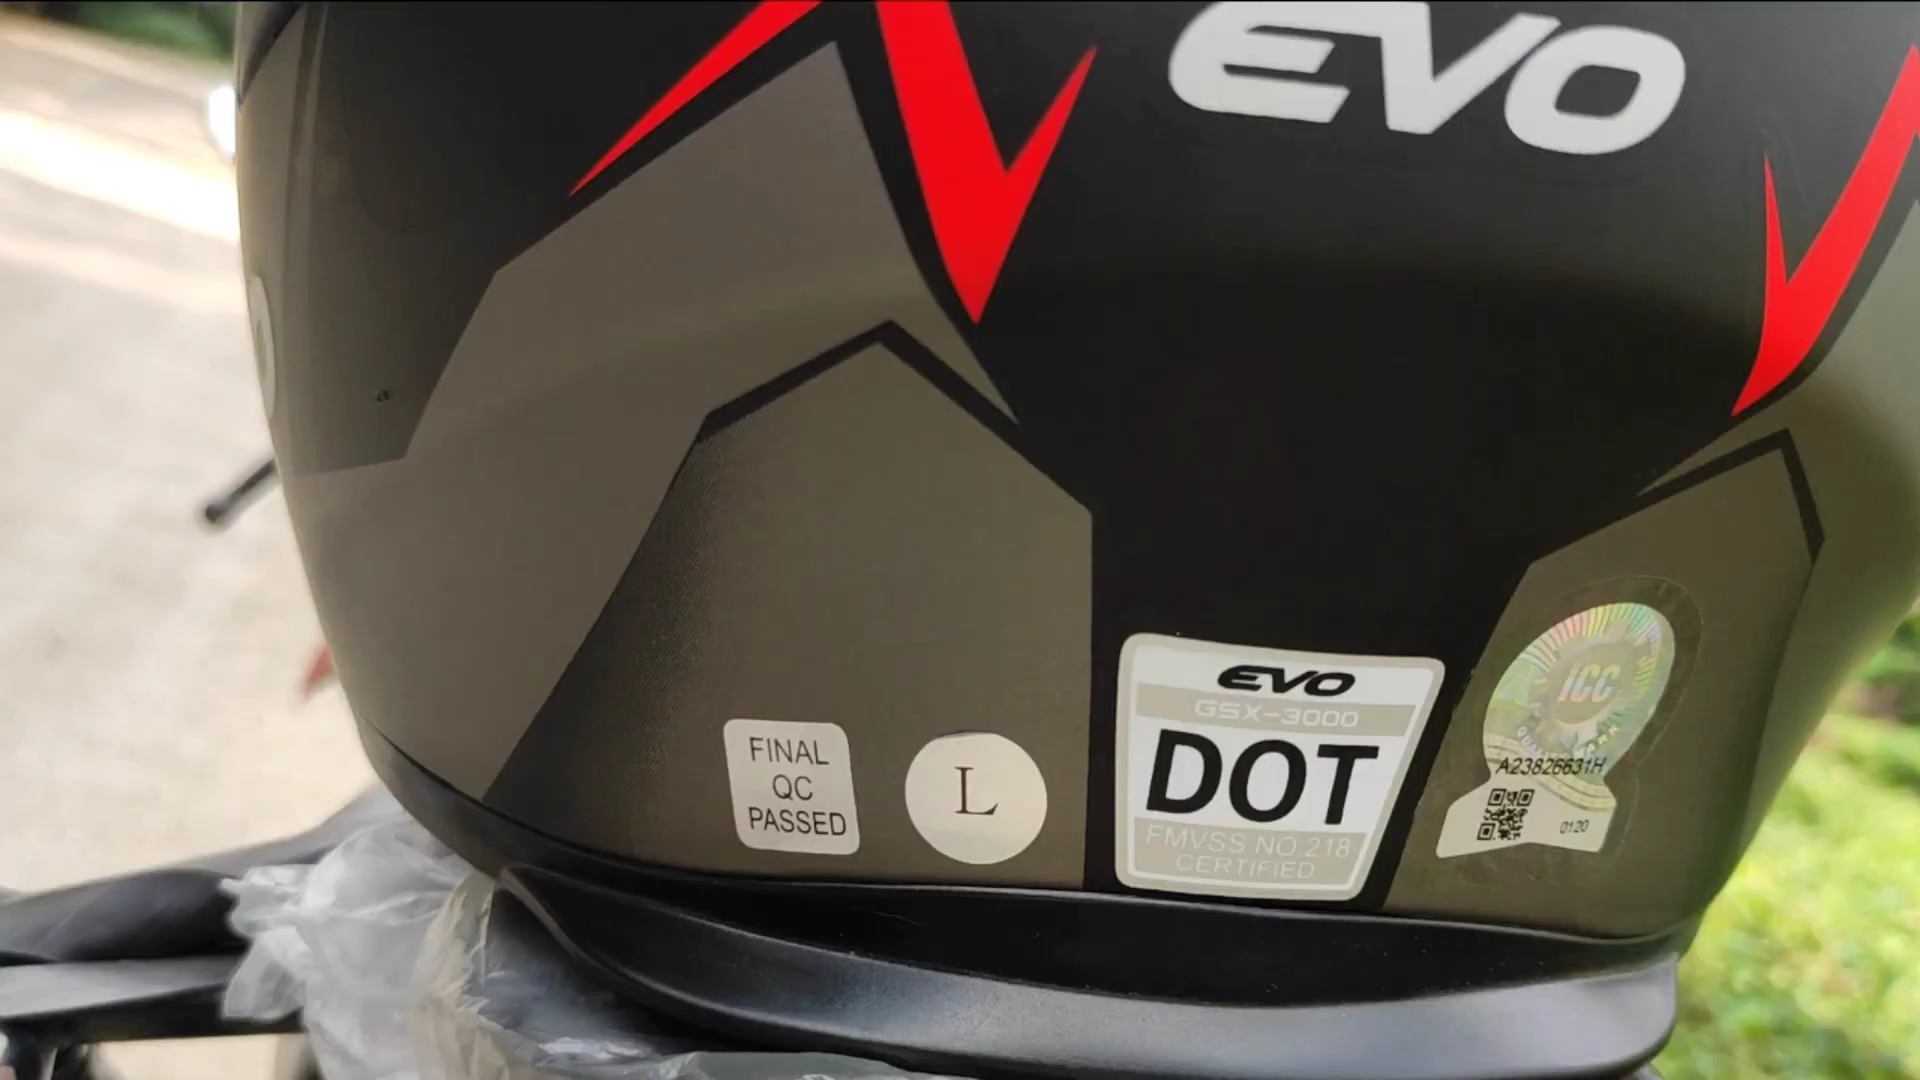 EVO
FINAL
QC
PASSED
L
EVO
GSX-3000
DOT
FMVSS NO 218
CERTIFIED
ICC
A23826631H
0120